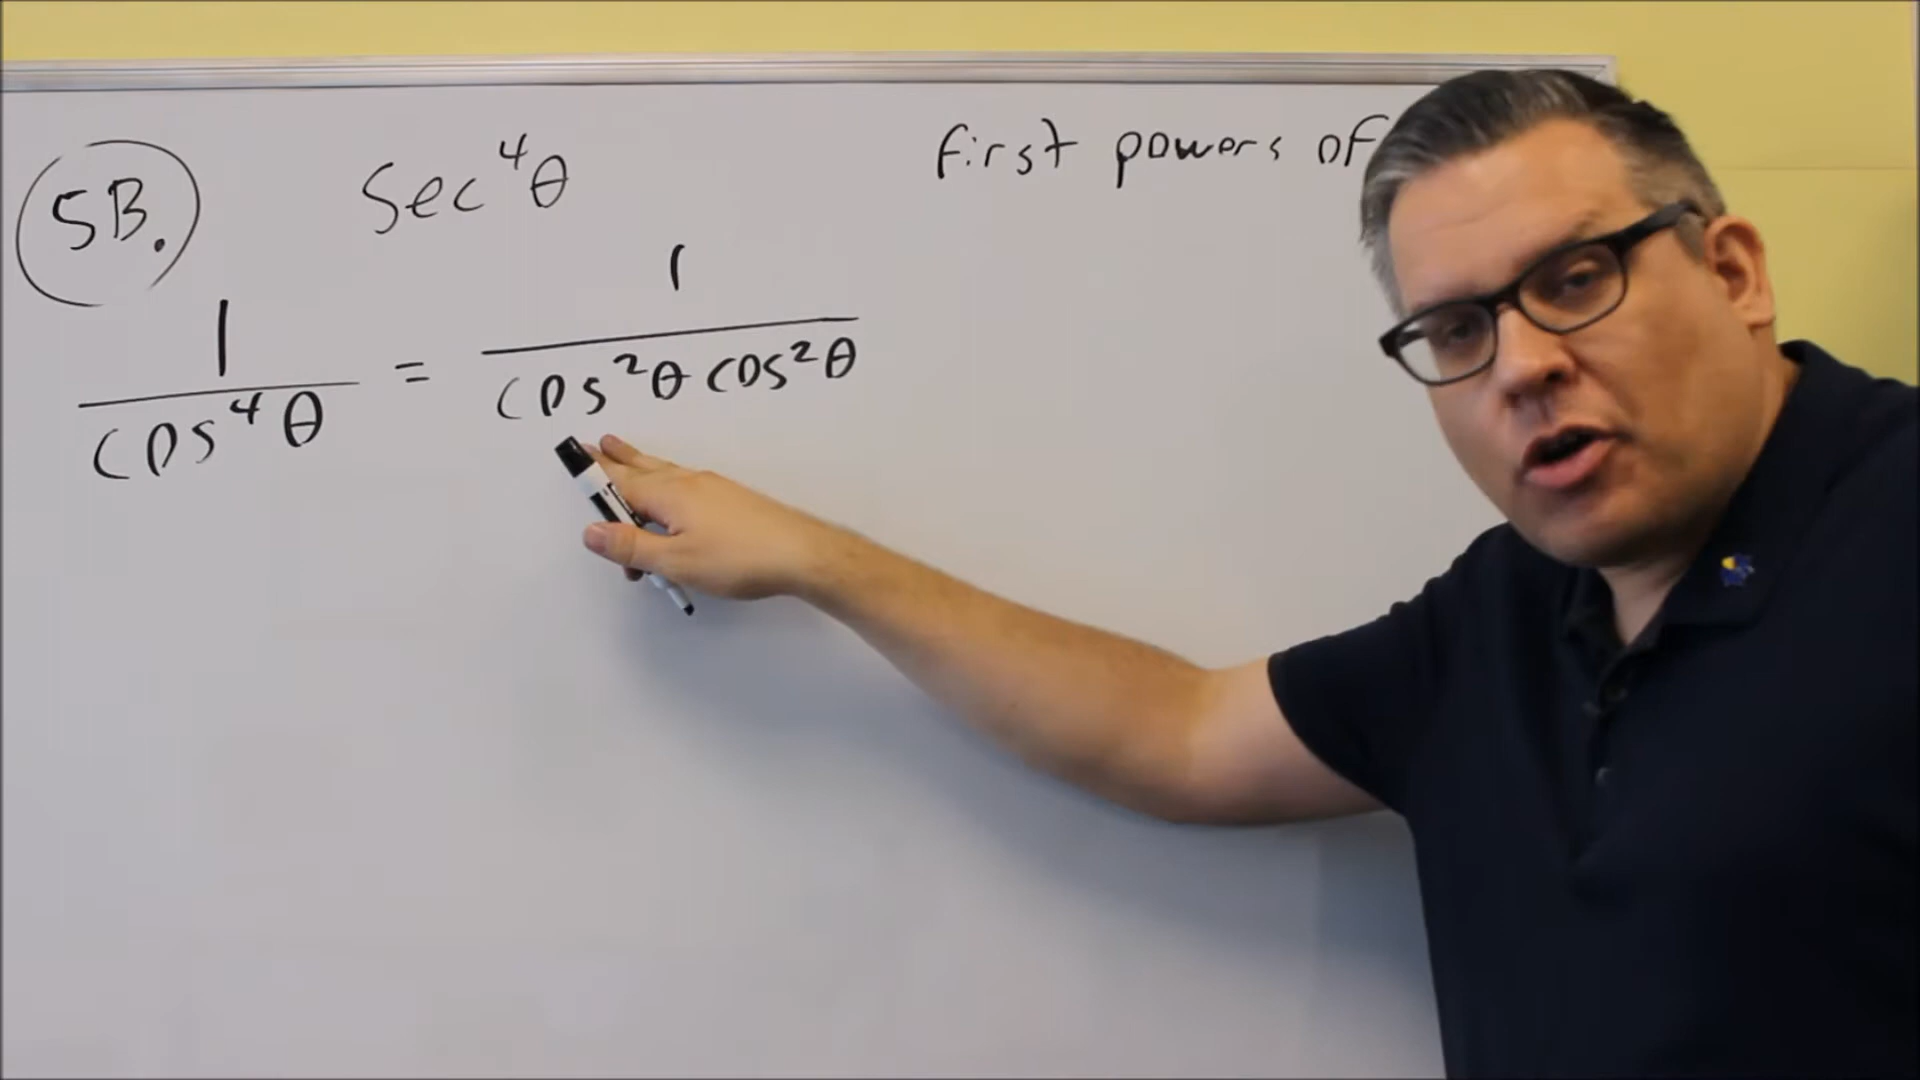 5B. sec⁴θ first powers of
1/cos⁴θ = 1/cos²θ cos²θ